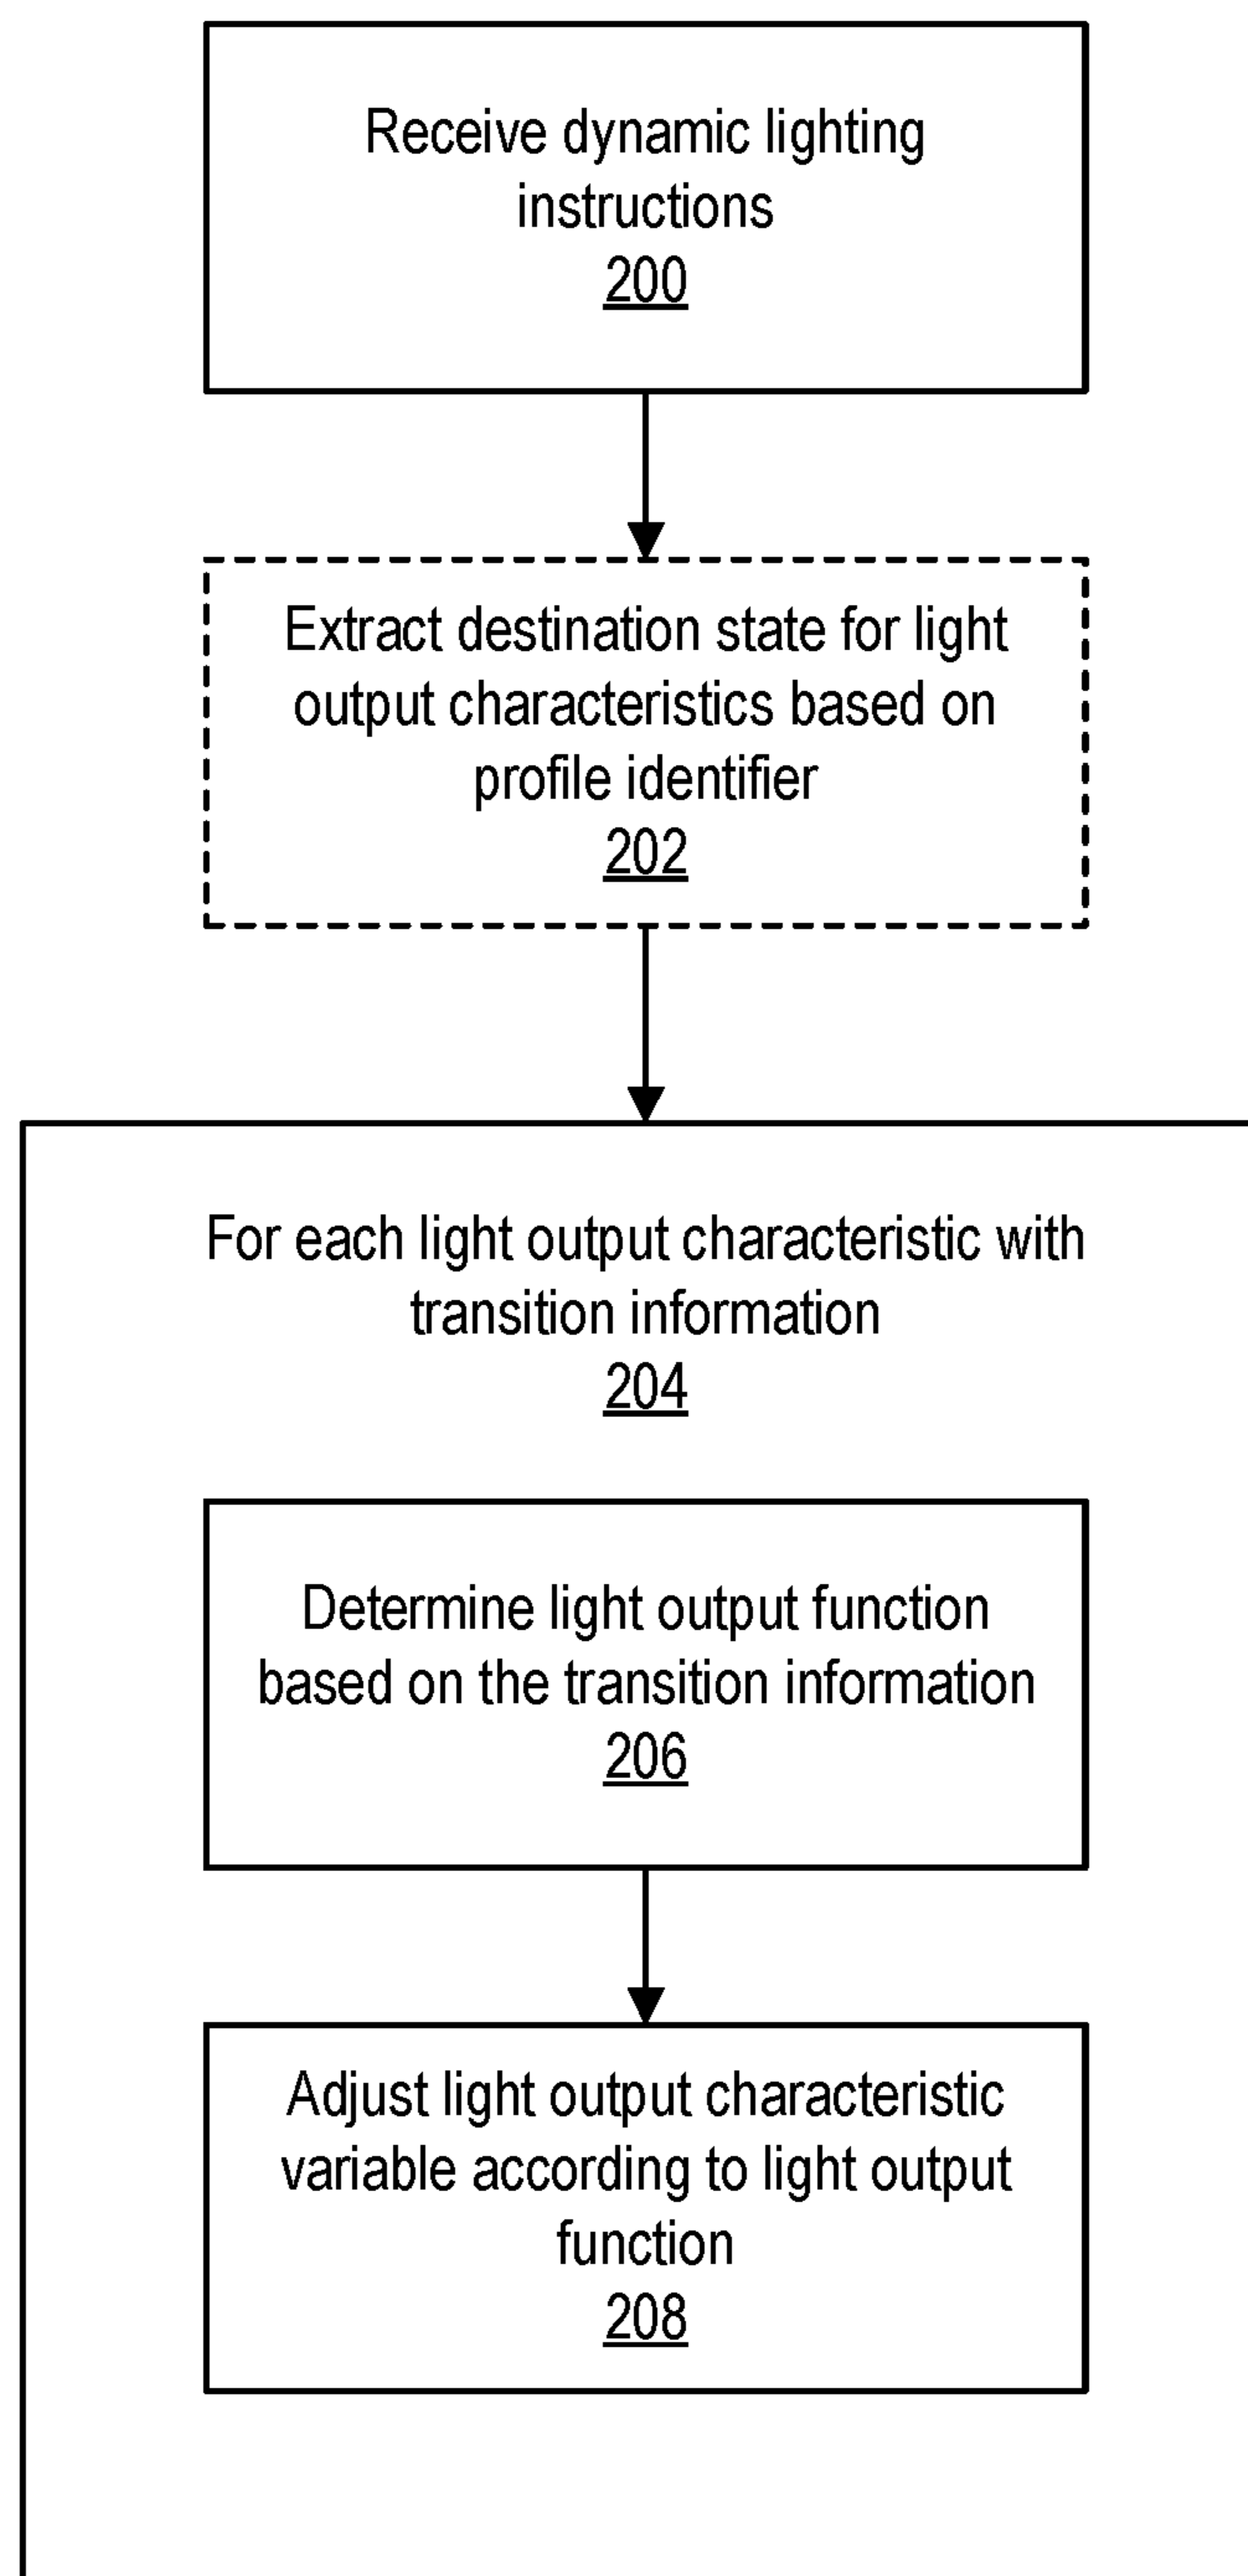 Receive dynamic lighting
instructions
200
Extract destination state for light
output characteristics based on
profile identifier
202
For each light output characteristic with
transition information
204
Determine light output function
based on the transition information
206
Adjust light output characteristic
variable according to light output
function
208